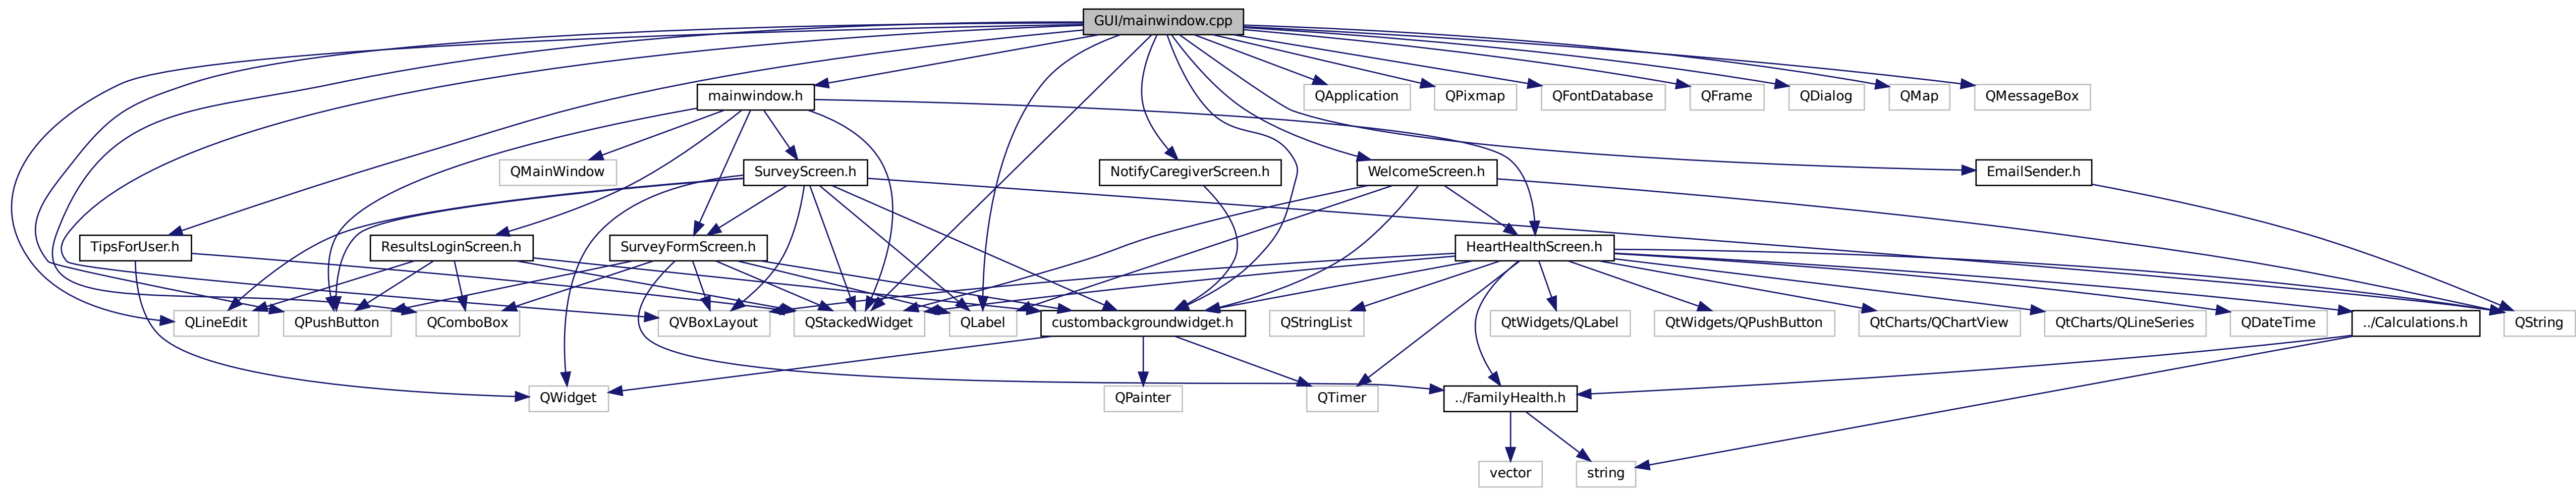 GUI/mainwindow.cpp
mainwindow.h
QApplication
QPixmap
QFontDatabase
QFrame
QDialog
QMap
QMessageBox
QMainWindow
SurveyScreen.h
NotifyCaregiverScreen.h
WelcomeScreen.h
EmailSender.h
TipsForUser.h
ResultsLoginScreen.h
SurveyFormScreen.h
HeartHealthScreen.h
QLineEdit
QPushButton
QComboBox
QVBoxLayout
QStackedWidget
QLabel
custombackgroundwidget.h
QStringList
QtWidgets/QLabel
QtWidgets/QPushButton
QtCharts/QChartView
QtCharts/QLineSeries
QDateTime
../Calculations.h
QString
QWidget
QPainter
QTimer
../FamilyHealth.h
vector
string